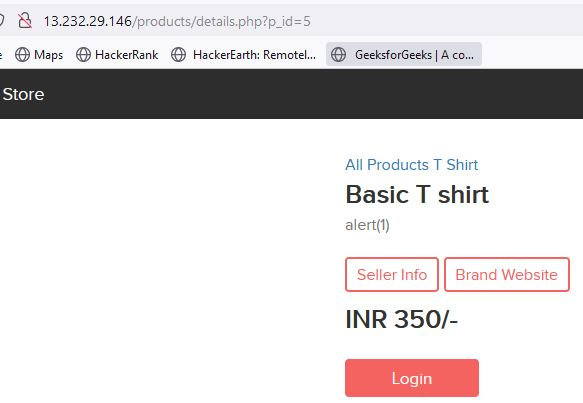 13.232.29.146/products/details.php?p_id=5
Maps HackerRank HackerEarth: Remotel... GeeksforGeeks | A co...
Store
All Products T Shirt
Basic T shirt
alert(1)
Seller Info Brand Website
INR 350/-
Login